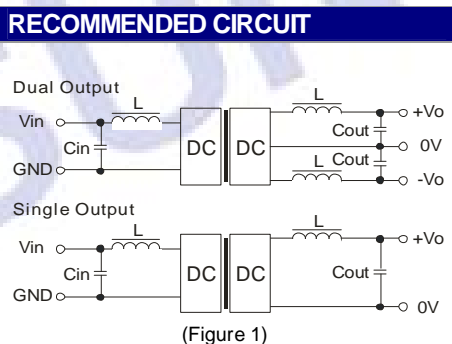 RECOMMENDED CIRCUIT
Dual Output
L
L
Vin
+Vo
Cin
DC
DC
Cout
0V
GND
L
Cout
-Vo
Single Output
L
L
Vin
+Vo
Cin
DC
DC
Cout
GND
0V
(Figure 1)